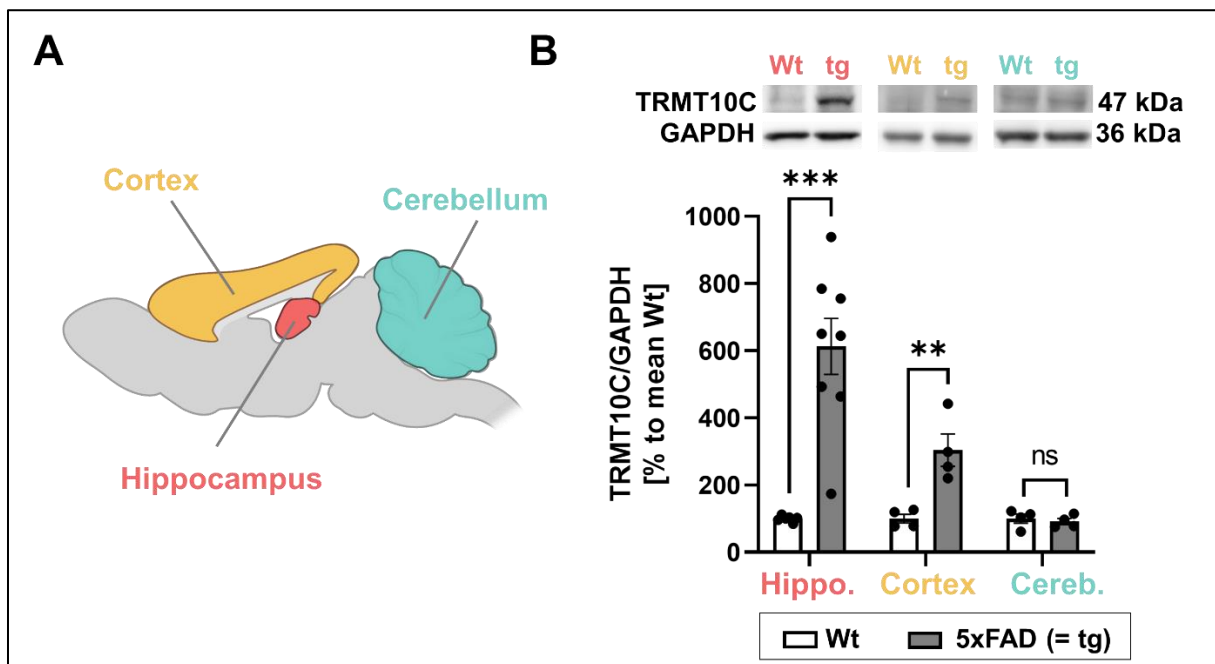 A
Cortex
Cerebellum
Hippocampus
B
Wt tg Wt tg Wt tg
TRMT10C 47 kDa
GAPDH 36 kDa
TRMT10C/GAPDH
[% to mean Wt]
1000
800
600
400
200
0
***
**
ns
Hippo. Cortex Cereb.
Wt 5xFAD (= tg)